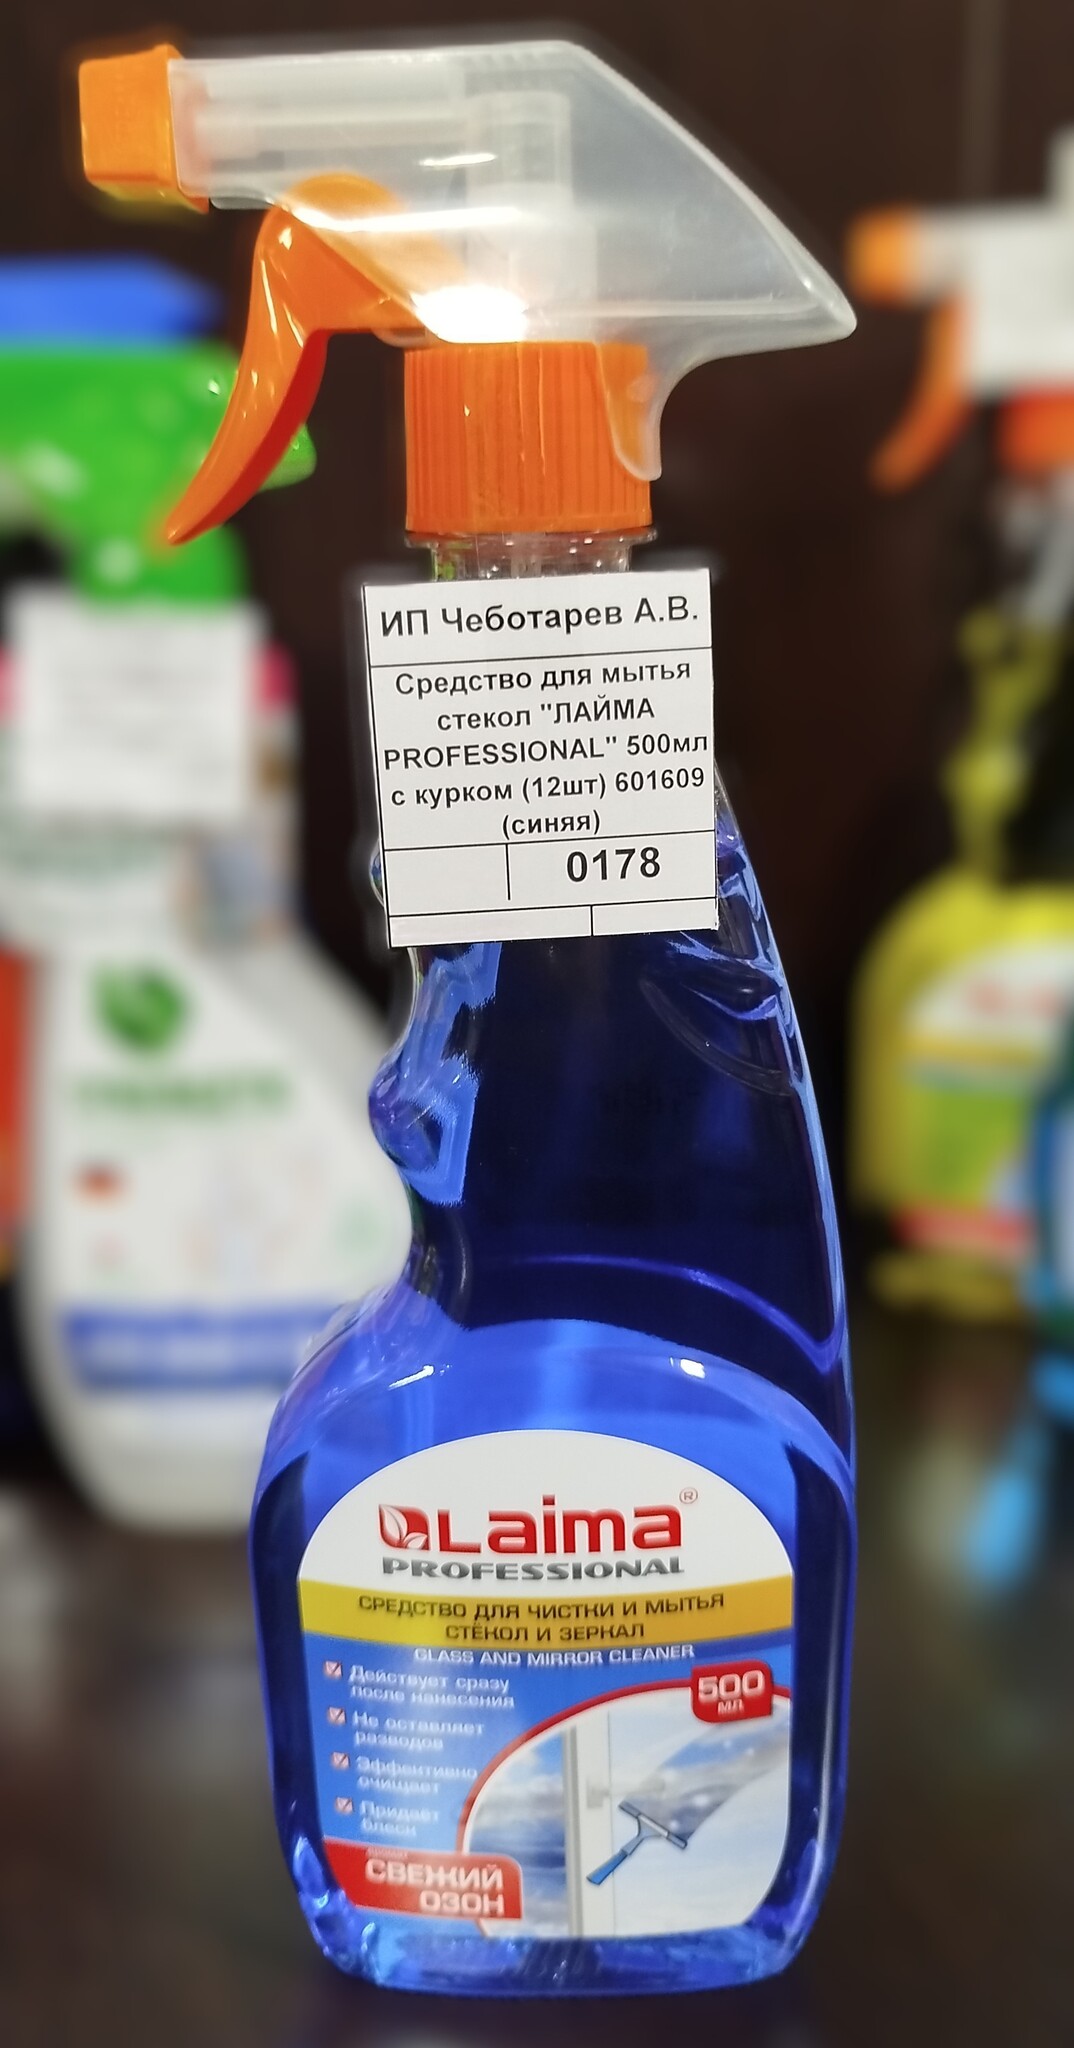 ИП Чеботарев А.В.
Средство для мытья
стекол "ЛАЙМА
PROFESSIONAL" 500мл
с курком (12шт) 601609
(синяя)
0178
Laima®
PROFESSIONAL
СРЕДСТВО ДЛЯ ЧИСТКИ И МЫТЬЯ
СТЁКОЛ И ЗЕРКАЛ
GLASS AND MIRROR CLEANER
Действует сразу
после нанесения
Не оставляет
разводов
Эффективно
очищает
Придает
блеск
500
МЛ
СВЕЖИЙ
ОЗОН